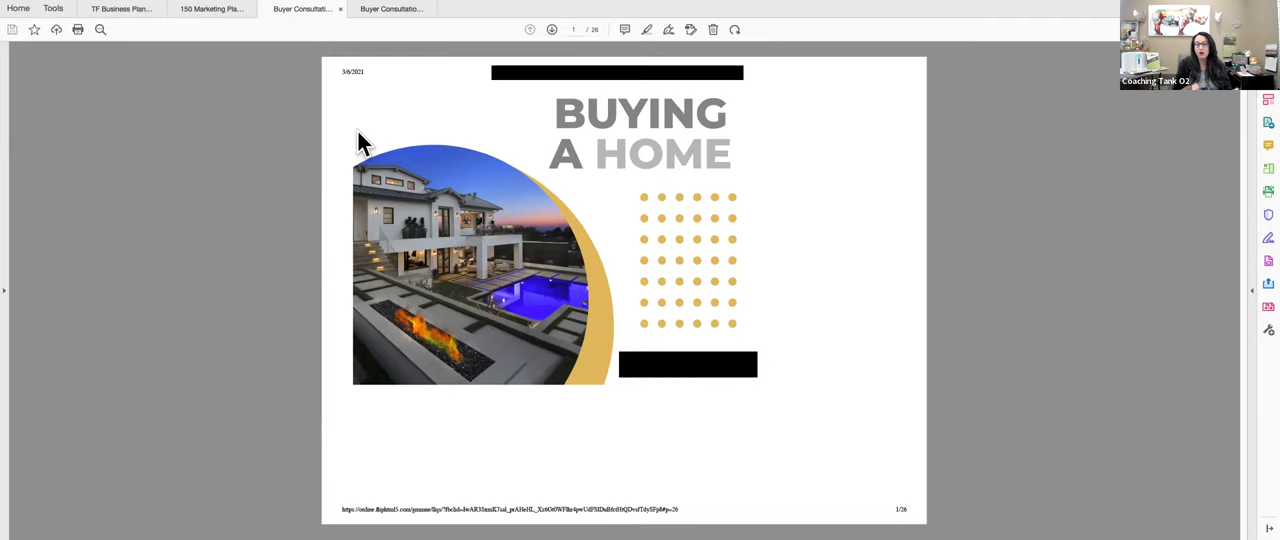 Home Tools TF Business Plan... 150 Marketing Pla... Buyer Consultati... × Buyer Consultatio...
1 / 26
Coaching Tank O2
3/6/2021
BUYING
A HOME
1/26